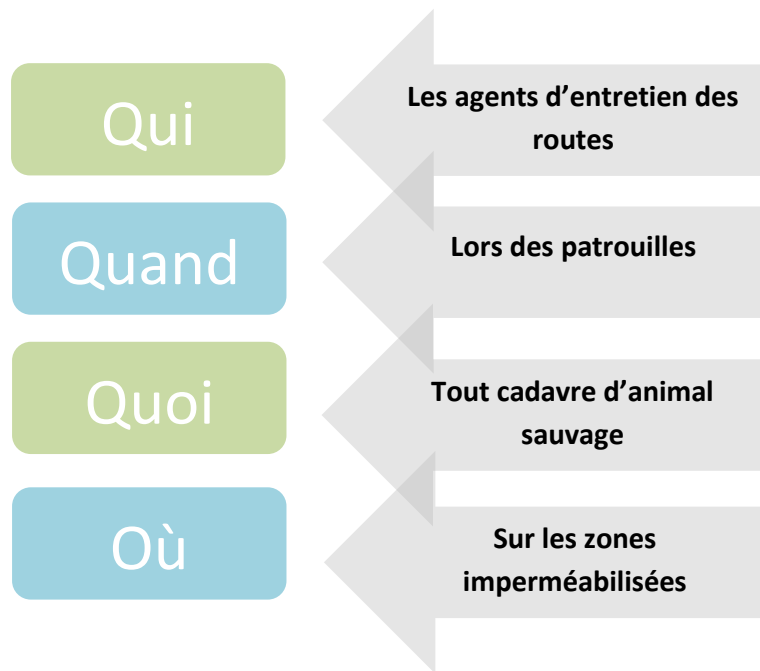 Qui
Les agents d’entretien des
routes
Quand
Lors des patrouilles
Quoi
Tout cadavre d’animal
sauvage
Où
Sur les zones
imperméabilisées